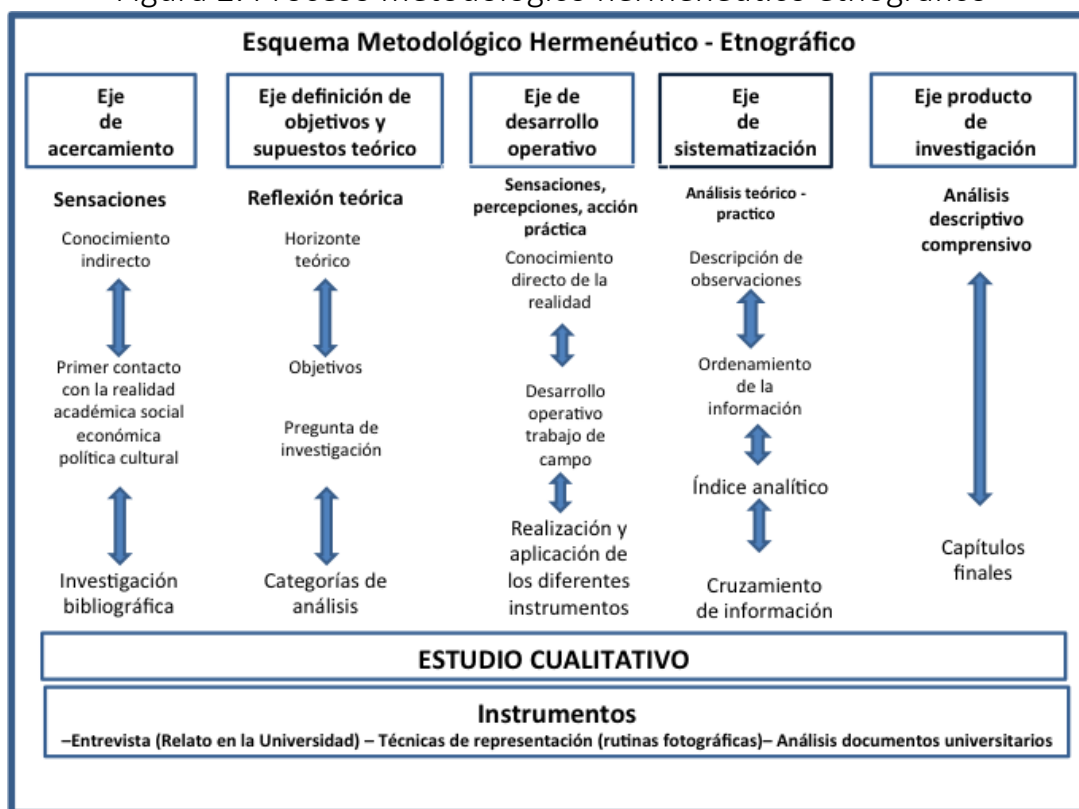 Esquema Metodológico Hermenéutico - Etnográfico
Eje
de
acercamiento
Sensaciones
Conocimiento
indirecto
Primer contacto
con la realidad
académica social
económica
política cultural
Investigación
bibliográfica
Eje definición de
objetivos y
supuestos teórico
Reflexión teórica
Horizonte
teórico
Objetivos
Pregunta de
investigación
Categorías de
análisis
Eje de
desarrollo
operativo
Sensaciones,
percepciones, acción
práctica
Conocimiento
directo de la
realidad
Desarrollo
operativo
trabajo de
campo
Realización y
aplicación de
los diferentes
instrumentos
Eje
de
sistematización
Análisis teórico -
practico
Descripción de
observaciones
Ordenamiento
de la
información
Índice analítico
Cruzamiento
de información
Eje producto
de
investigación
Análisis
descriptivo
comprensivo
Capítulos
finales
ESTUDIO CUALITATIVO
Instrumentos
–Entrevista (Relato en la Universidad) – Técnicas de representación (rutinas fotográficas)– Análisis documentos universitarios